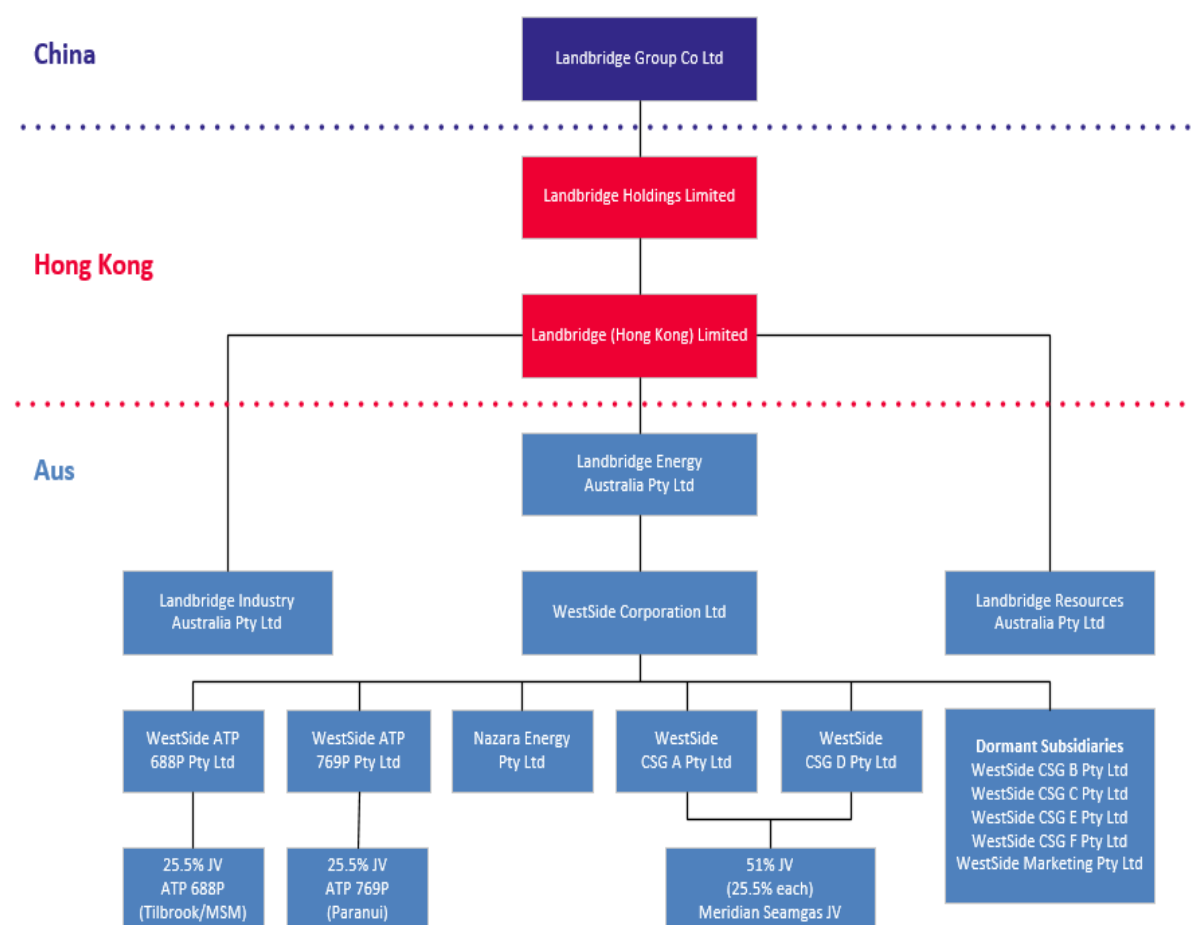 China
Landbridge Group Co Ltd
Landbridge Holdings Limited
Hong Kong
Landbridge (Hong Kong) Limited
Aus
Landbridge Energy
Australia Pty Ltd
Landbridge Industry
Australia Pty Ltd
WestSide Corporation Ltd
Landbridge Resources
Australia Pty Ltd
WestSide ATP
688P Pty Ltd
WestSide ATP
769P Pty Ltd
Nazara Energy
Pty Ltd
WestSide
CSG A Pty Ltd
WestSide
CSG D Pty Ltd
Dormant Subsidiaries
WestSide CSG B Pty Ltd
WestSide CSG C Pty Ltd
WestSide CSG E Pty Ltd
WestSide CSG F Pty Ltd
WestSide Marketing Pty Ltd
25.5% JV
ATP 688P
(Tilbrook/MSM)
25.5% JV
ATP 769P
(Paranui)
51% JV
(25.5% each)
Meridian Seamgas JV